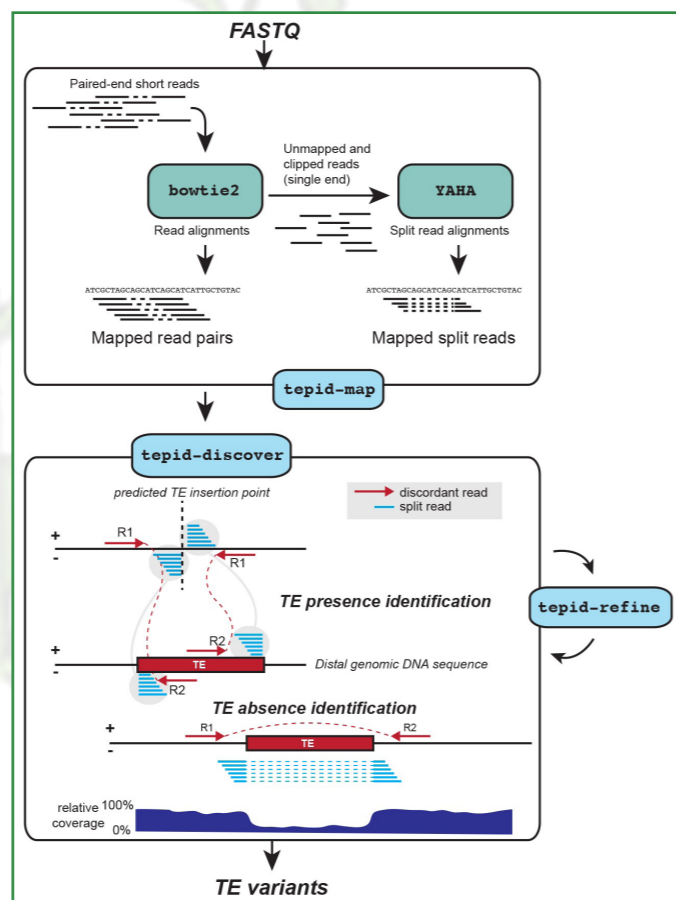 FASTQ
Paired-end short reads
Unmapped and
clipped reads
(single end)
bowtie2
YAHA
Read alignments
Split read alignments
ATCGCTAGCAGCATCAGCATCATTGCTGTAC
ATCGCTAGCAGCATCAGCATCATTGCTGTAC
Mapped read pairs
Mapped split reads
tepid-map
tepid-discover
predicted TE insertion point
discordant read
split read
+
-
R1
R1
TE presence identification
tepid-refine
R2
TE
Distal genomic DNA sequence
R2
TE absence identification
+
-
R1
R2
TE
relative
coverage
100%
0%
TE variants